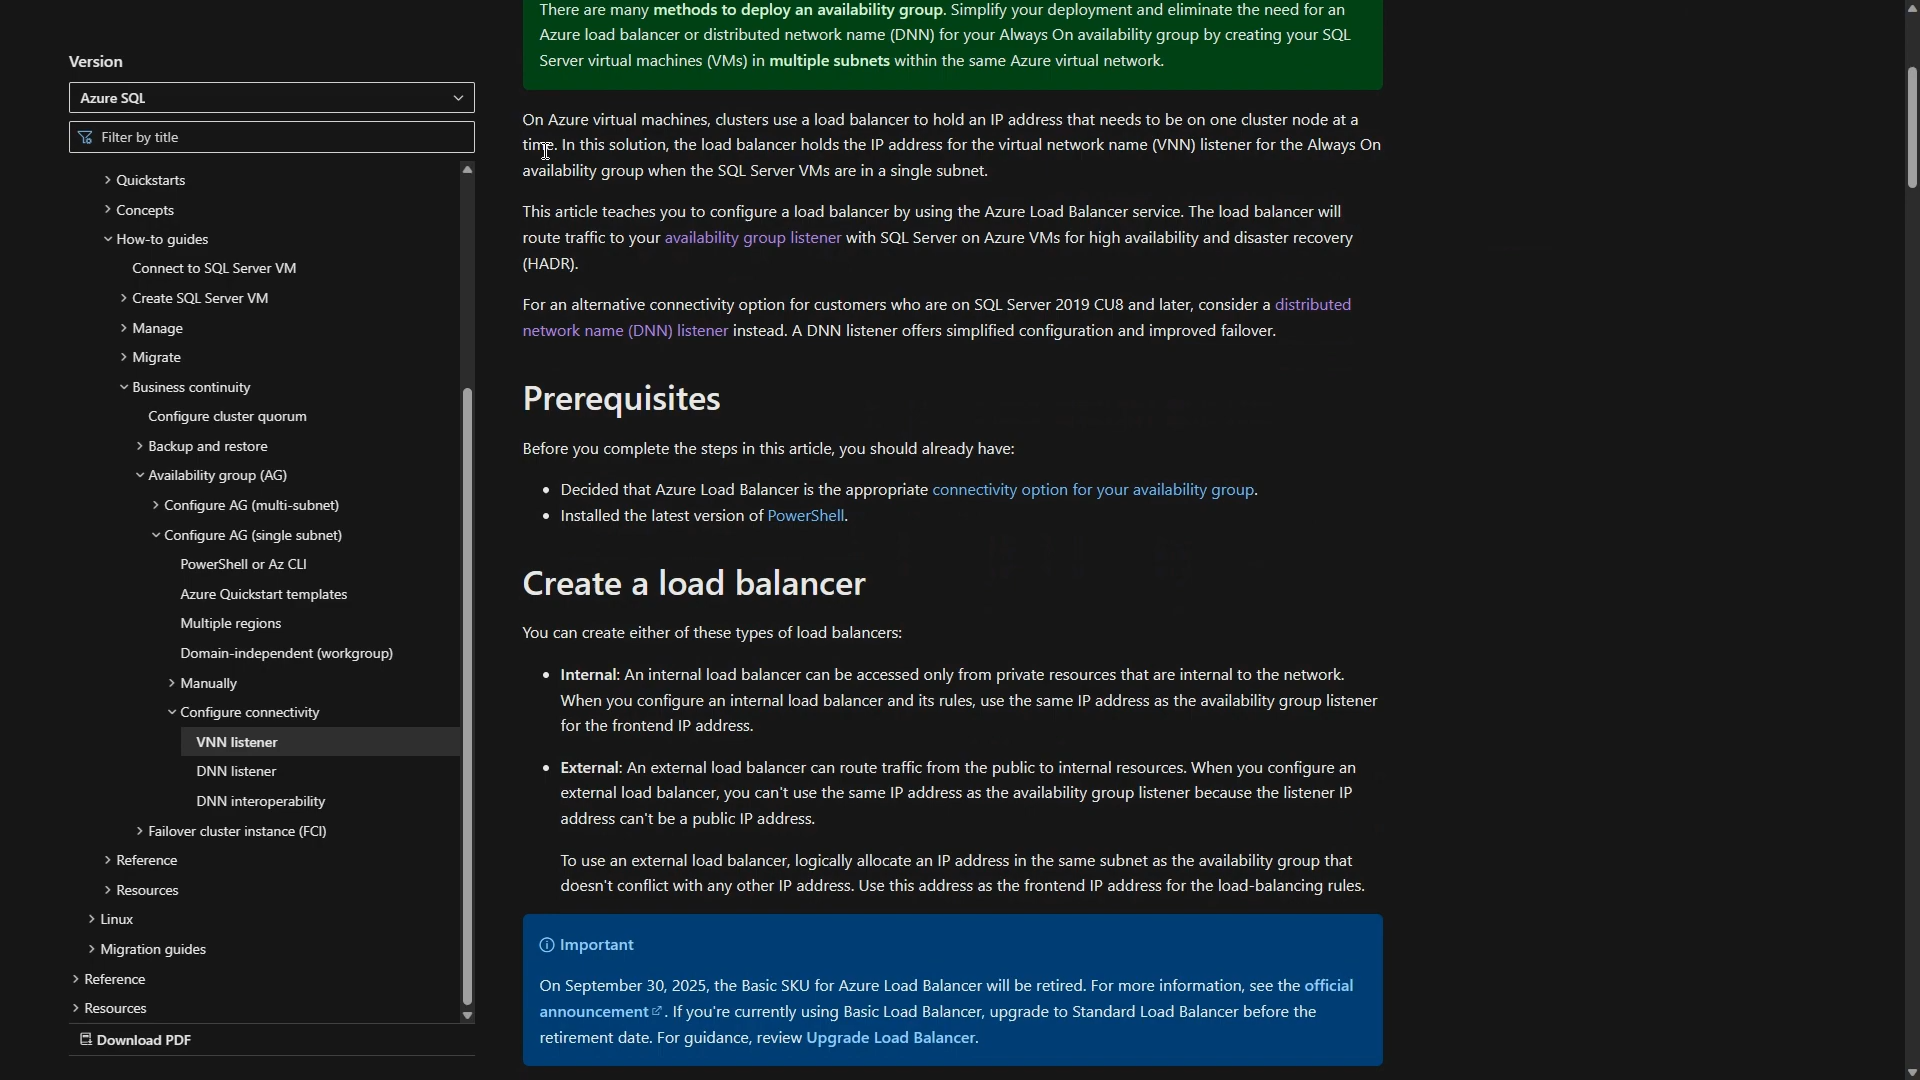 Version
Azure SQL
Filter by title
Quickstarts
Concepts
How-to guides
Connect to SQL Server VM
Create SQL Server VM
Manage
Migrate
Business continuity
Configure cluster quorum
Backup and restore
Availability group (AG)
Configure AG (multi-subnet)
Configure AG (single subnet)
PowerShell or Az CLI
Azure Quickstart templates
Multiple regions
Domain-independent (workgroup)
Manually
Configure connectivity
VNN listener
DNN listener
DNN interoperability
Failover cluster instance (FCI)
Reference
Resources
Linux
Migration guides
Reference
Resources
Download PDF
There are many methods to deploy an availability group. Simplify your deployment and eliminate the need for an
Azure load balancer or distributed network name (DNN) for your Always On availability group by creating your SQL
Server virtual machines (VMs) in multiple subnets within the same Azure virtual network.
On Azure virtual machines, clusters use a load balancer to hold an IP address that needs to be on one cluster node at a
time. In this solution, the load balancer holds the IP address for the virtual network name (VNN) listener for the Always On
availability group when the SQL Server VMs are in a single subnet.
This article teaches you to configure a load balancer by using the Azure Load Balancer service. The load balancer will
route traffic to your availability group listener with SQL Server on Azure VMs for high availability and disaster recovery
(HADR).
For an alternative connectivity option for customers who are on SQL Server 2019 CU8 and later, consider a distributed
network name (DNN) listener instead. A DNN listener offers simplified configuration and improved failover.
Prerequisites
Before you complete the steps in this article, you should already have:
• Decided that Azure Load Balancer is the appropriate connectivity option for your availability group.
• Installed the latest version of PowerShell.
Create a load balancer
You can create either of these types of load balancers:
• Internal: An internal load balancer can be accessed only from private resources that are internal to the network.
When you configure an internal load balancer and its rules, use the same IP address as the availability group listener
for the frontend IP address.
• External: An external load balancer can route traffic from the public to internal resources. When you configure an
external load balancer, you can't use the same IP address as the availability group listener because the listener IP
address can't be a public IP address.
To use an external load balancer, logically allocate an IP address in the same subnet as the availability group that
doesn't conflict with any other IP address. Use this address as the frontend IP address for the load-balancing rules.
Important
On September 30, 2025, the Basic SKU for Azure Load Balancer will be retired. For more information, see the official
announcement. If you're currently using Basic Load Balancer, upgrade to Standard Load Balancer before the
retirement date. For guidance, review Upgrade Load Balancer.